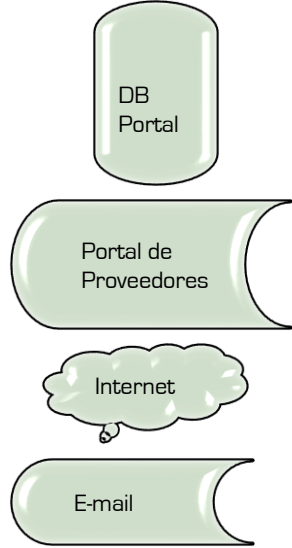 DB
Portal
Portal de
Proveedores
Internet
E-mail